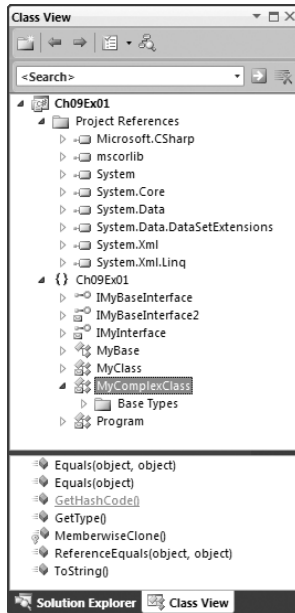 Class View
<Search>
Ch09Ex01
Project References
Microsoft.CSharp
mscorlib
System
System.Core
System.Data
System.Data.DataSetExtensions
System.Xml
System.Xml.Linq
{} Ch09Ex01
IMyBaseInterface
IMyBaseInterface2
IMyInterface
MyBase
MyClass
MyComplexClass
Base Types
Program
Equals(object, object)
Equals(object)
GetHashCode()
GetType()
MemberwiseClone()
ReferenceEquals(object, object)
ToString()
Solution Explorer Class View